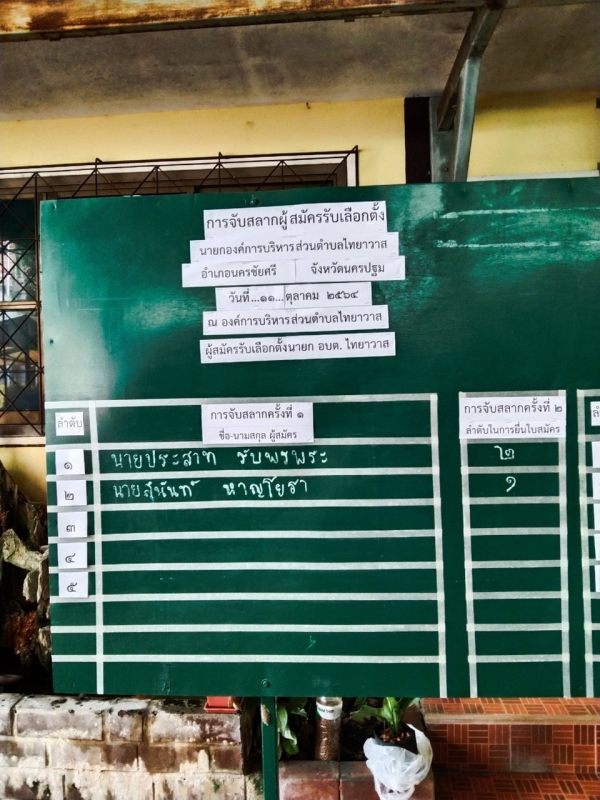 การจับสลากผู้สมัครรับเลือกตั้ง
นายกองค์การบริหารส่วนตำบลไทยาวาส
อำเภอนครชัยศรี จังหวัดนครปฐม
วันที่...๑๑...ตุลาคม ๒๕๖๔
ณ องค์การบริหารส่วนตำบลไทยาวาส
ผู้สมัครรับเลือกตั้งนายก อบต. ไทยาวาส
ลำดับ
การจับสลากครั้งที่ ๑
ชื่อ-นามสกุล ผู้สมัคร
การจับสลากครั้งที่ ๒
ลำดับในการยื่นใบสมัคร
๑ นายประสาท รับพรพระ ๒
๒ นายสุนันท์ หาญโยธา ๑
๓
๔
๕